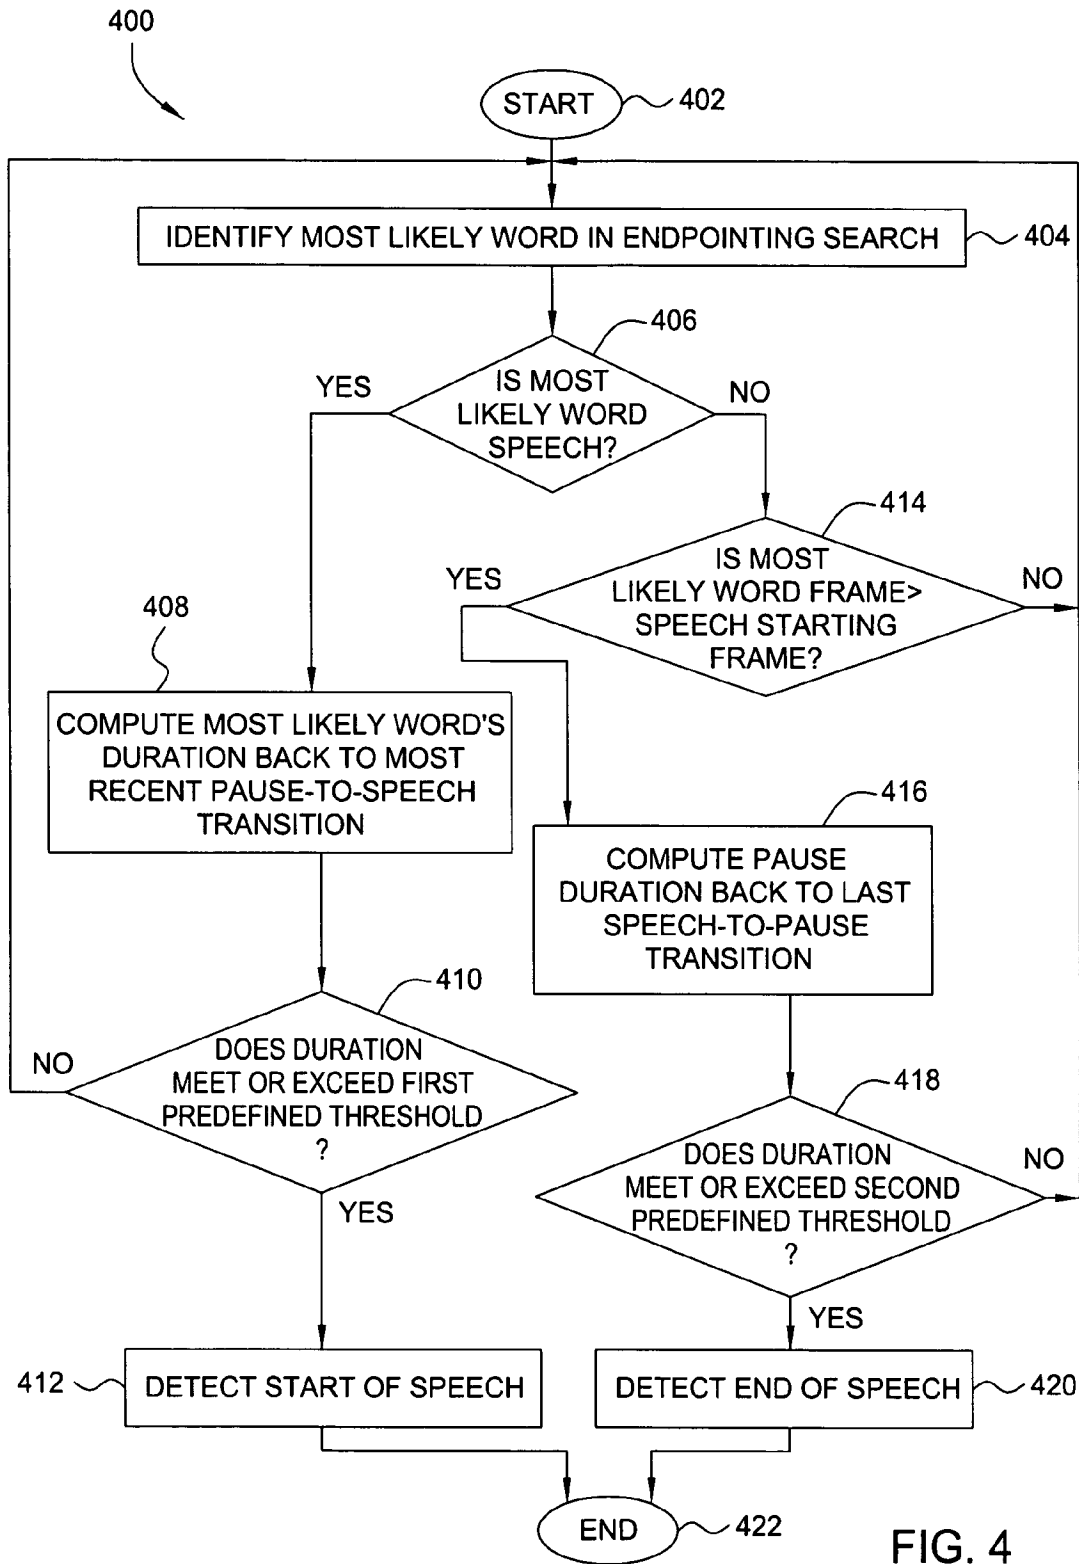 400
START
402
IDENTIFY MOST LIKELY WORD IN ENDPOINTING SEARCH
404
406
YES
IS MOST
LIKELY WORD
SPEECH?
NO
414
YES
IS MOST
LIKELY WORD FRAME>
SPEECH STARTING
FRAME?
NO
408
COMPUTE MOST LIKELY WORD'S
DURATION BACK TO MOST
RECENT PAUSE-TO-SPEECH
TRANSITION
416
COMPUTE PAUSE
DURATION BACK TO LAST
SPEECH-TO-PAUSE
TRANSITION
410
NO
DOES DURATION
MEET OR EXCEED FIRST
PREDEFINED THRESHOLD
?
YES
418
DOES DURATION
MEET OR EXCEED SECOND
PREDEFINED THRESHOLD
?
NO
YES
412
DETECT START OF SPEECH
DETECT END OF SPEECH
420
END
422
FIG. 4